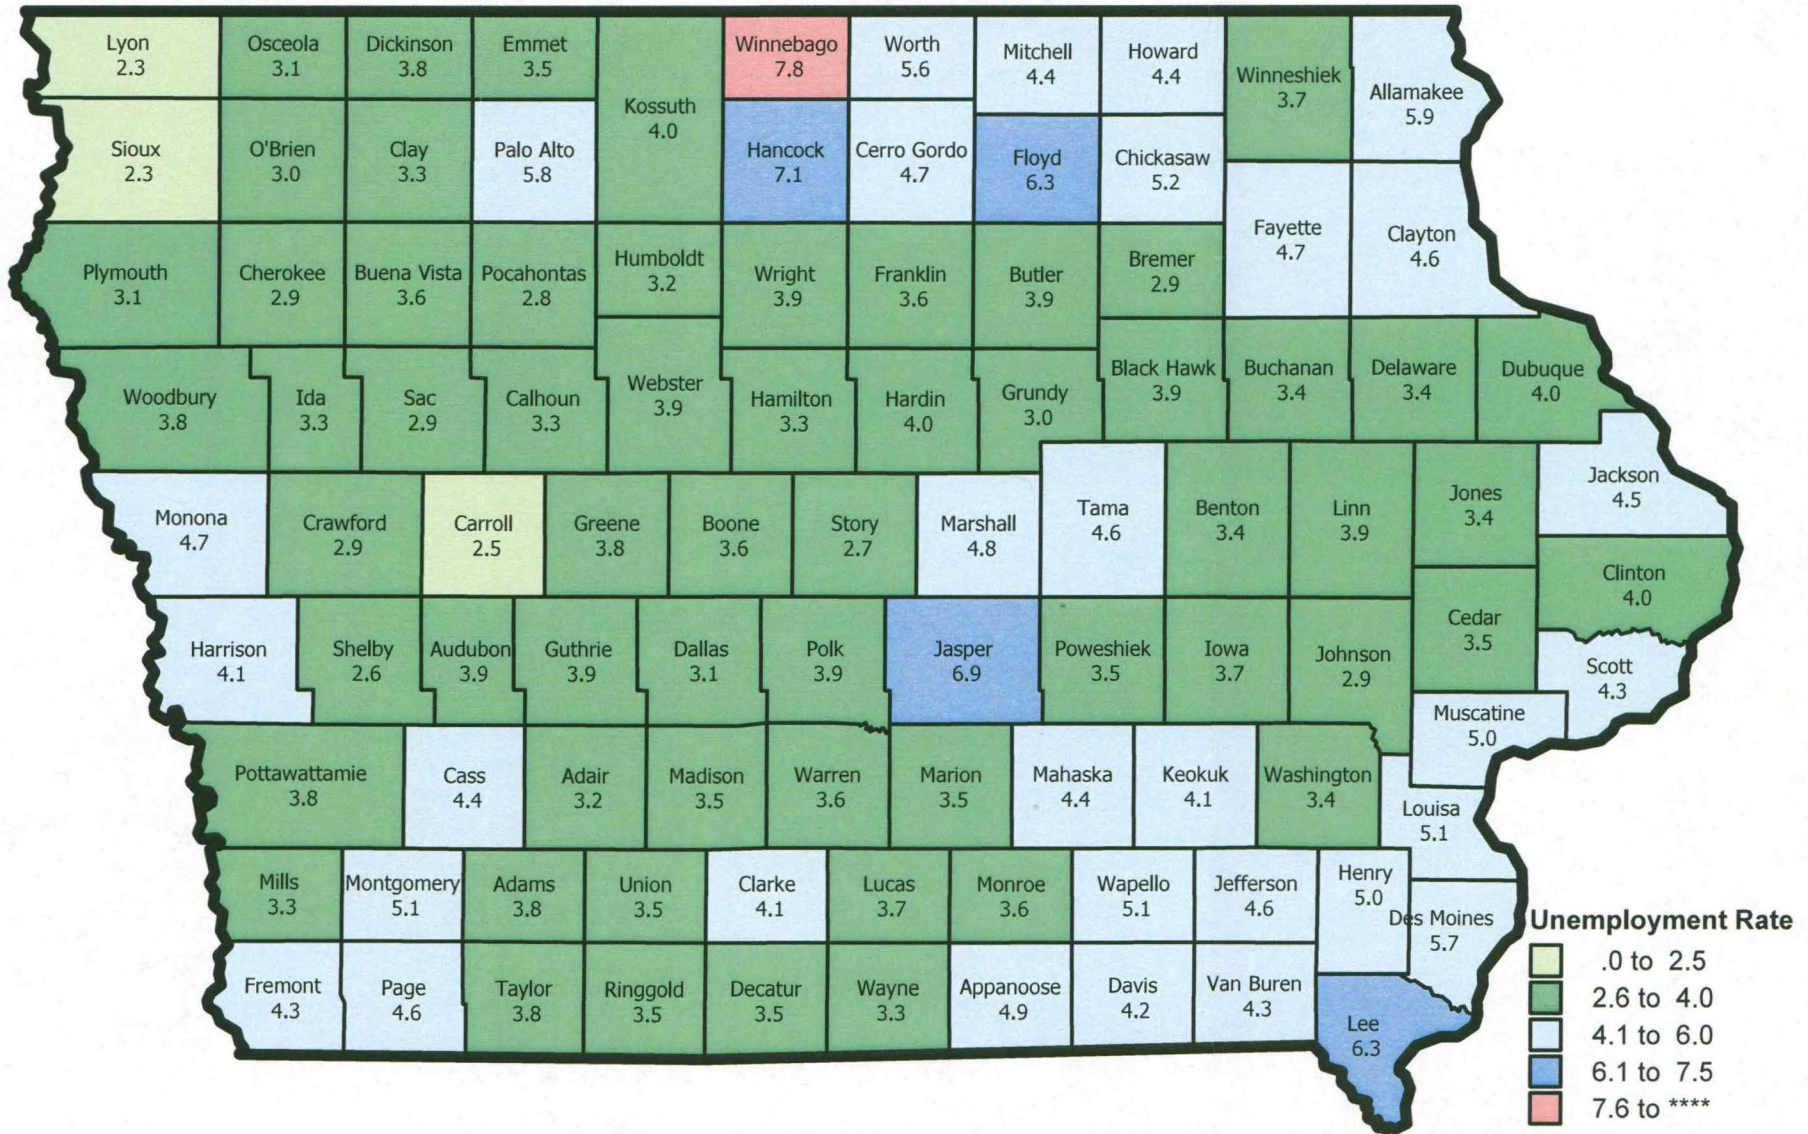 Lyon
2.3
Osceola
3.1
Dickinson
3.8
Emmet
3.5
Kossuth
4.0
Winnebago
7.8
Worth
5.6
Mitchell
4.4
Howard
4.4
Winneshiek
3.7
Allamakee
5.9
Sioux
2.3
O'Brien
3.0
Clay
3.3
Palo Alto
5.8
Hancock
7.1
Cerro Gordo
4.7
Floyd
6.3
Chickasaw
5.2
Fayette
4.7
Clayton
4.6
Plymouth
3.1
Cherokee
2.9
Buena Vista
3.6
Pocahontas
2.8
Humboldt
3.2
Wright
3.9
Franklin
3.6
Butler
3.9
Bremer
2.9
Woodbury
3.8
Ida
3.3
Sac
2.9
Calhoun
3.3
Webster
3.9
Hamilton
3.3
Hardin
4.0
Grundy
3.0
Black Hawk
3.9
Buchanan
3.4
Delaware
3.4
Dubuque
4.0
Monona
4.7
Crawford
2.9
Carroll
2.5
Greene
3.8
Boone
3.6
Story
2.7
Marshall
4.8
Tama
4.6
Benton
3.4
Linn
3.9
Jones
3.4
Jackson
4.5
Clinton
4.0
Harrison
4.1
Shelby
2.6
Audubon
3.9
Guthrie
3.9
Dallas
3.1
Polk
3.9
Jasper
6.9
Poweshiek
3.5
Iowa
3.7
Johnson
2.9
Cedar
3.5
Scott
4.3
Muscatine
5.0
Pottawattamie
3.8
Cass
4.4
Adair
3.2
Madison
3.5
Warren
3.6
Marion
3.5
Mahaska
4.4
Keokuk
4.1
Washington
3.4
Louisa
5.1
Mills
3.3
Montgomery
5.1
Adams
3.8
Union
3.5
Clarke
4.1
Lucas
3.7
Monroe
3.6
Wapello
5.1
Jefferson
4.6
Henry
5.0
Des Moines
5.7
Fremont
4.3
Page
4.6
Taylor
3.8
Ringgold
3.5
Decatur
3.5
Wayne
3.3
Appanoose
4.9
Davis
4.2
Van Buren
4.3
Lee
6.3
Unemployment Rate
.0 to 2.5
2.6 to 4.0
4.1 to 6.0
6.1 to 7.5
7.6 to ****